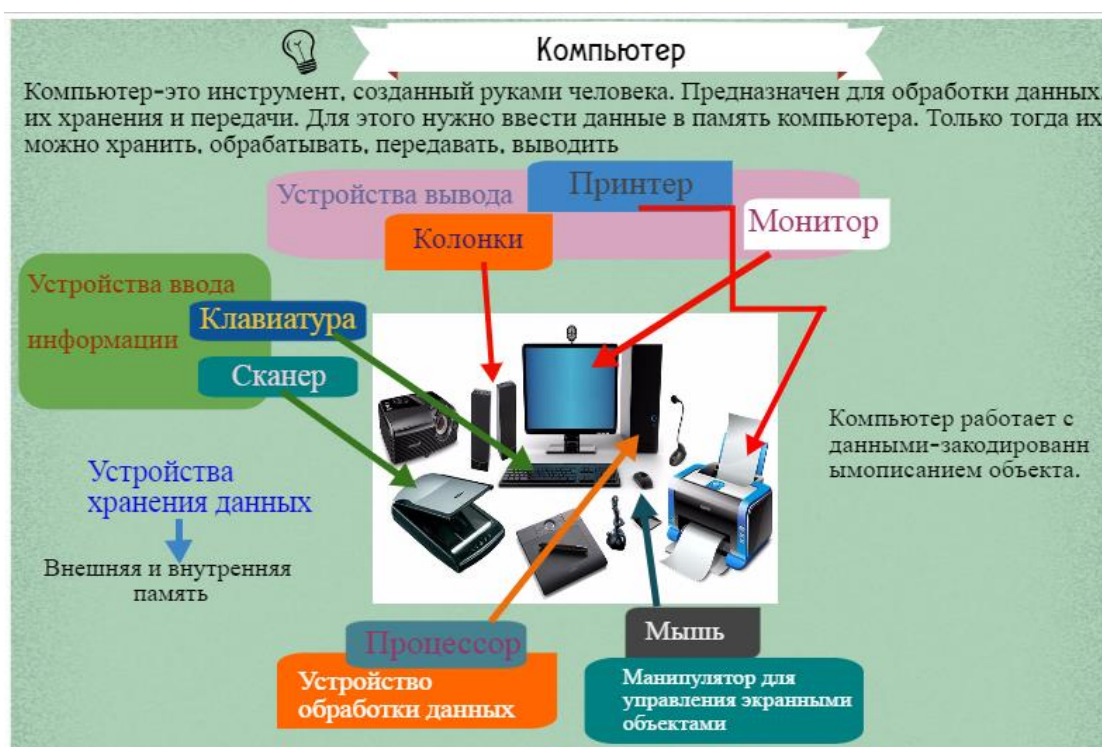 Компьютер
Компьютер-это инструмент, созданный руками человека. Предназначен для обработки данных,
их хранения и передачи. Для этого нужно ввести данные в память компьютера. Только тогда их
можно хранить, обрабатывать, передавать, выводить
Устройства вывода
Принтер
Колонки
Монитор
Устройства ввода
информации
Клавиатура
Сканер
Компьютер работает с
данными-закодированн
ымописанием объекта.
Устройства
хранения данных
Внешняя и внутренняя
память
Процессор
Устройство
обработки данных
Мышь
Манипулятор для
управления экранными
объектами